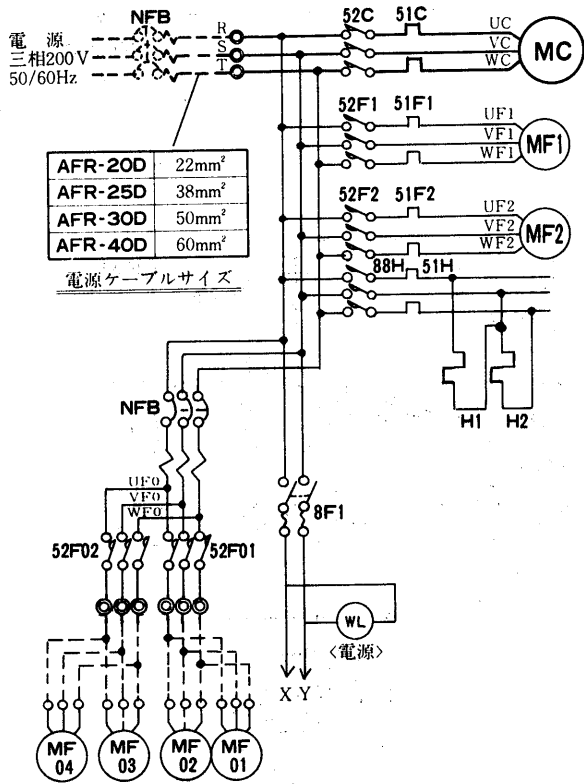 NFB
R
S
T
電源
三相200V
50/60Hz
52C
51C
UC
VC
WC
MC
52F1
51F1
UF1
VF1
WF1
MF1
AFR-20D 22mm²
AFR-25D 38mm²
AFR-30D 50mm²
AFR-40D 60mm²
電源ケーブルサイズ
52F2
51F2
UF2
VF2
WF2
MF2
88H
51H
H1
H2
NFB
UF0
VF0
WF0
52F02
52F01
8F1
WL
〈電源〉
X Y
MF 04
MF 03
MF 02
MF 01